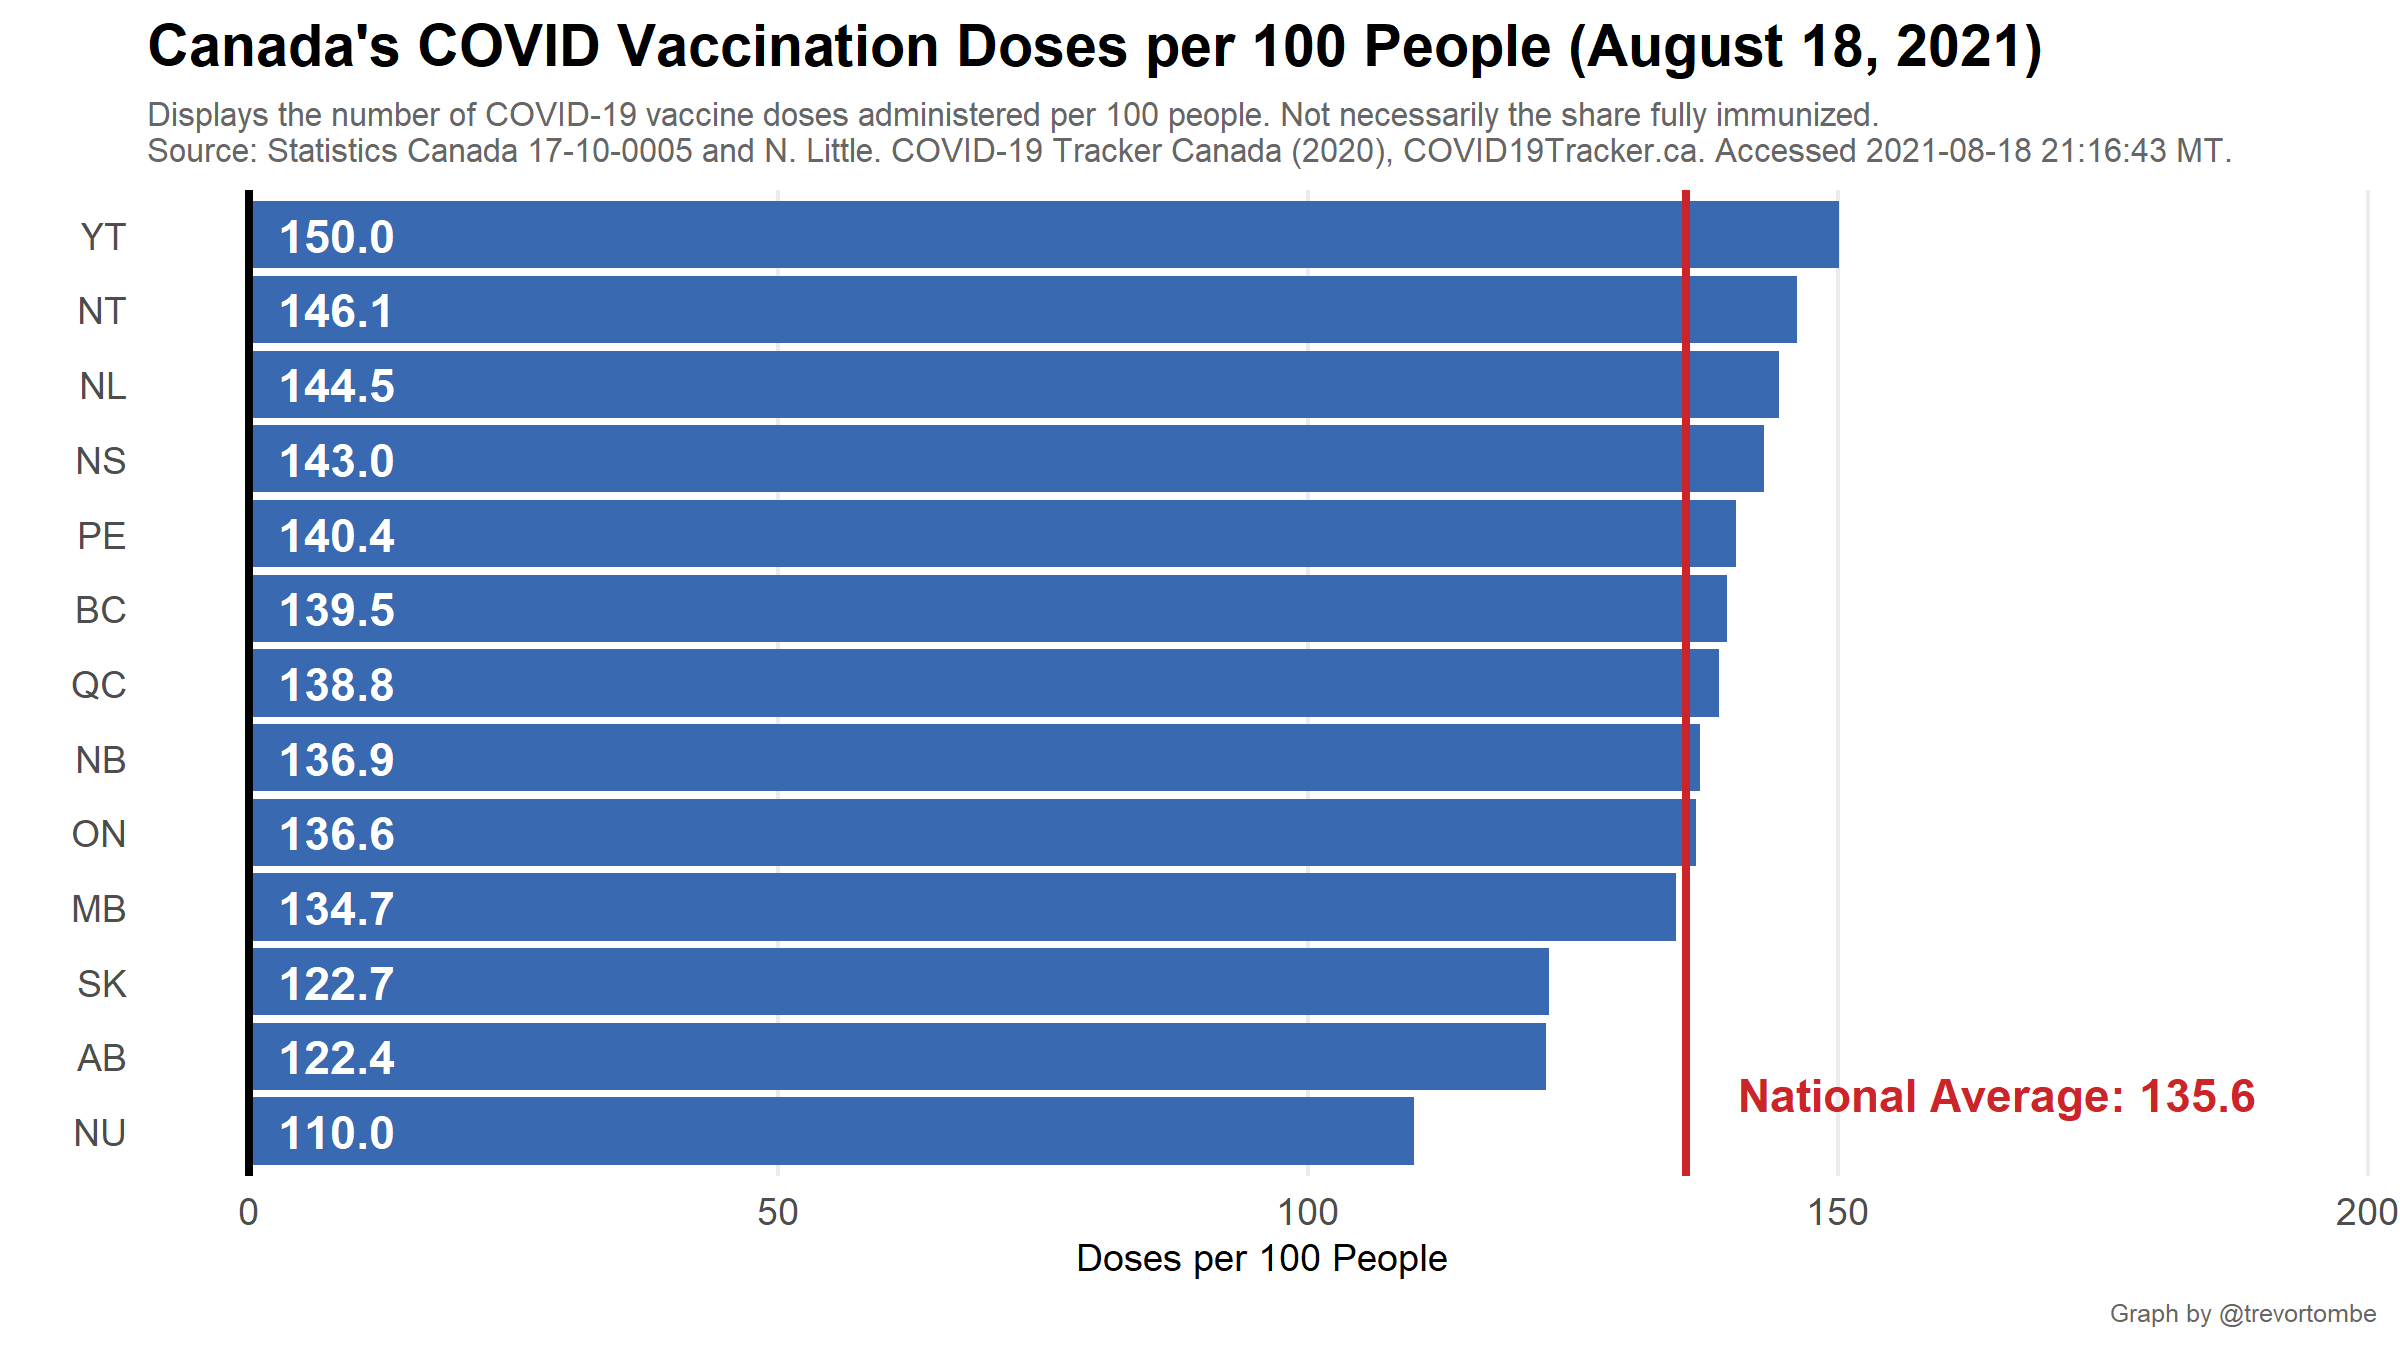 Canada's COVID Vaccination Doses per 100 People (August 18, 2021)
Displays the number of COVID-19 vaccine doses administered per 100 people. Not necessarily the share fully immunized.
Source: Statistics Canada 17-10-0005 and N. Little. COVID-19 Tracker Canada (2020), COVID19Tracker.ca. Accessed 2021-08-18 21:16:43 MT.
YT 150.0
NT 146.1
NL 144.5
NS 143.0
PE 140.4
BC 139.5
QC 138.8
NB 136.9
ON 136.6
MB 134.7
SK 122.7
AB 122.4
National Average: 135.6
NU 110.0
0 50 100 150 200
Doses per 100 People
Graph by @trevortombe